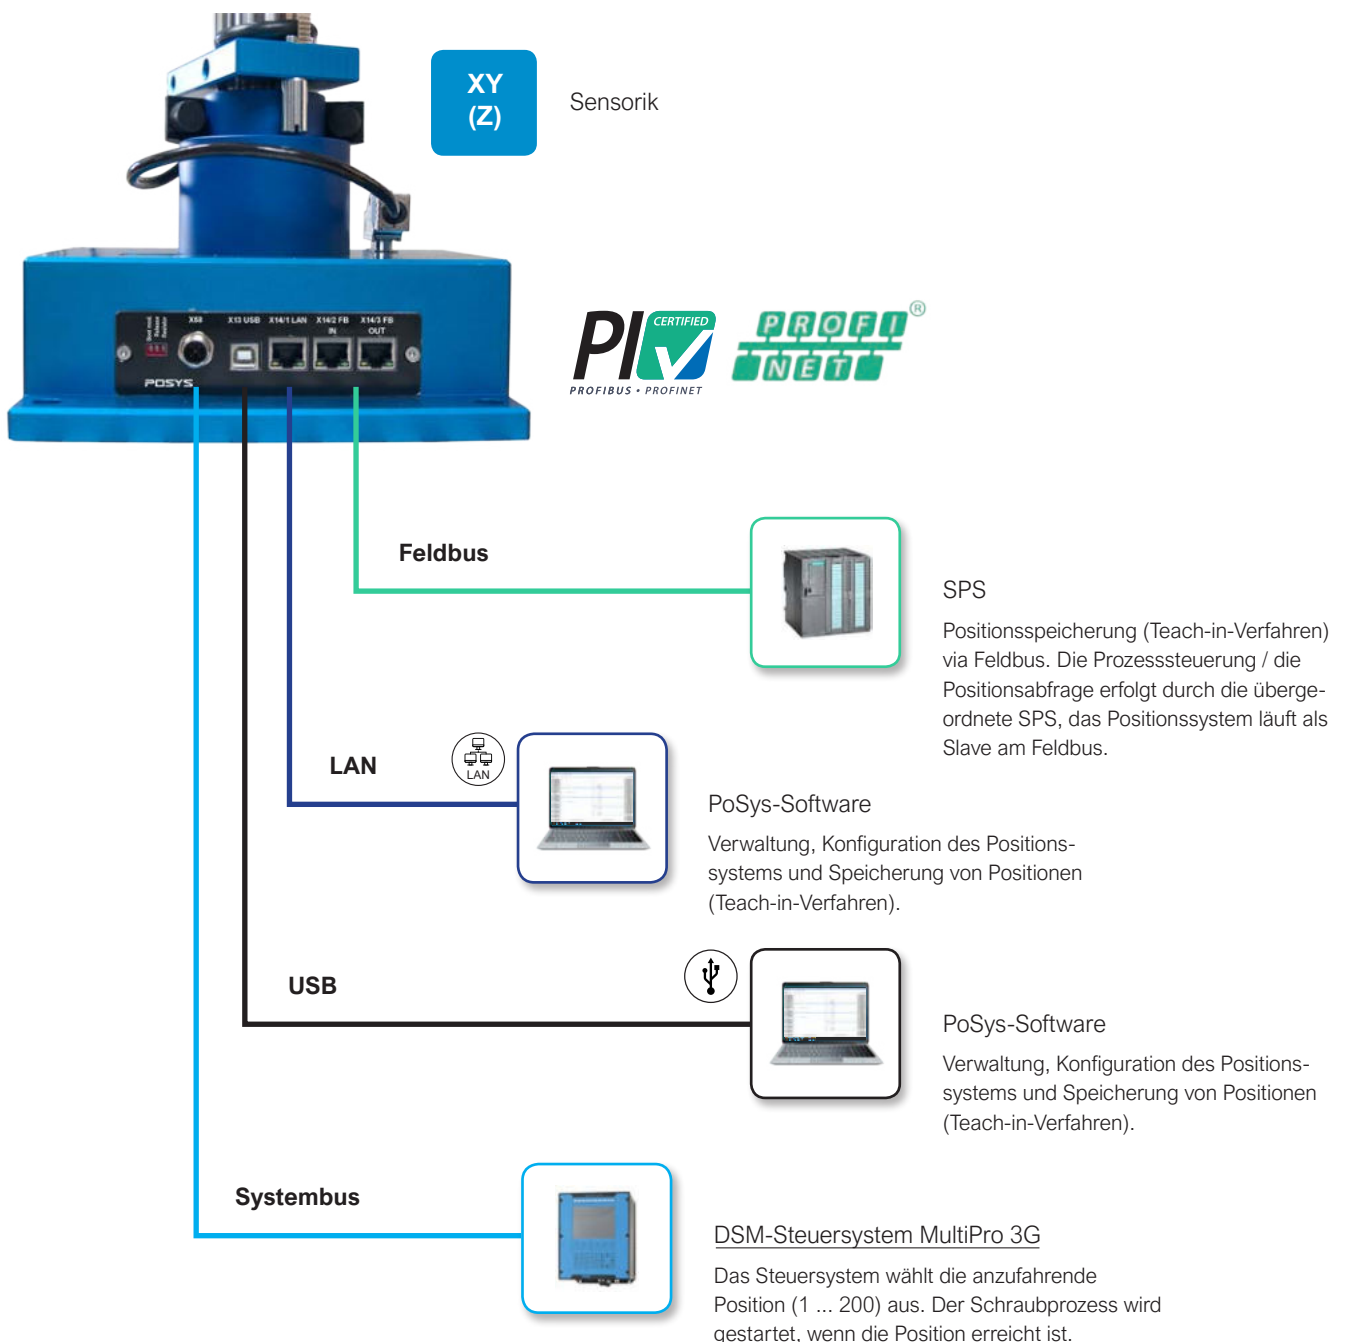 XY
(Z)
Sensorik
Release
Resistor
X68
X13 USB
X14/1 LAN
X14/2 FB
IN
X14/3 FB
OUT
POSYS
PI
CERTIFIED
PROFIBUS • PROFINET
PROFI
NET
®
Feldbus
SPS
Positionsspeicherung (Teach-in-Verfahren)
via Feldbus. Die Prozesssteuerung / die
Positionsabfrage erfolgt durch die überge-
ordnete SPS, das Positionssystem läuft als
Slave am Feldbus.
LAN
LAN
PoSys-Software
Verwaltung, Konfiguration des Positions-
systems und Speicherung von Positionen
(Teach-in-Verfahren).
USB
PoSys-Software
Verwaltung, Konfiguration des Positions-
systems und Speicherung von Positionen
(Teach-in-Verfahren).
Systembus
DSM-Steuersystem MultiPro 3G
Das Steuersystem wählt die anzufahrende
Position (1 ... 200) aus. Der Schraubprozess wird
gestartet, wenn die Position erreicht ist.